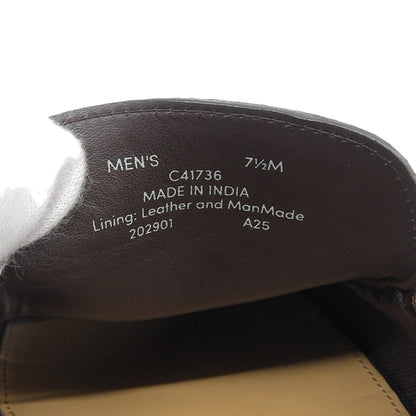 MEN'S 7½M
C41736
MADE IN INDIA
Lining: Leather and ManMade
202901 A25